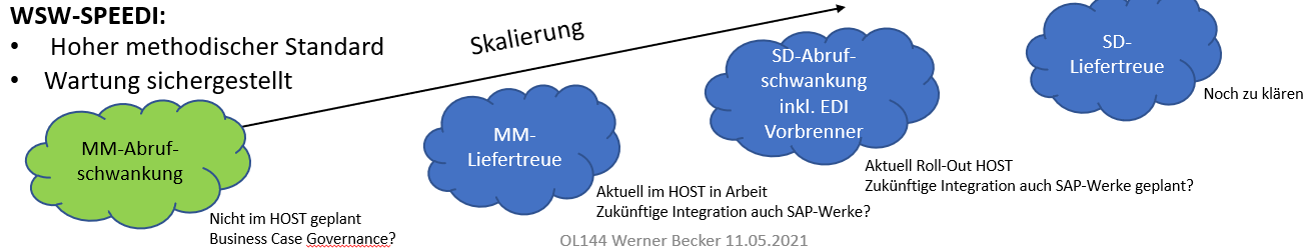 WSW-SPEEDI:
• Hoher methodischer Standard
• Wartung sichergestellt
Skalierung
MM-Abruf-
schwankung
Nicht im HOST geplant
Business Case Governance?
MM-
Liefertreue
Aktuell im HOST in Arbeit
Zukünftige Integration auch SAP-Werke?
SD-Abruf-
schwankung
inkl. EDI
Vorbrenner
Aktuell Roll-Out HOST
Zukünftige Integration auch SAP-Werke geplant?
SD-
Liefertreue
Noch zu klären
OL144 Werner Becker 11.05.2021